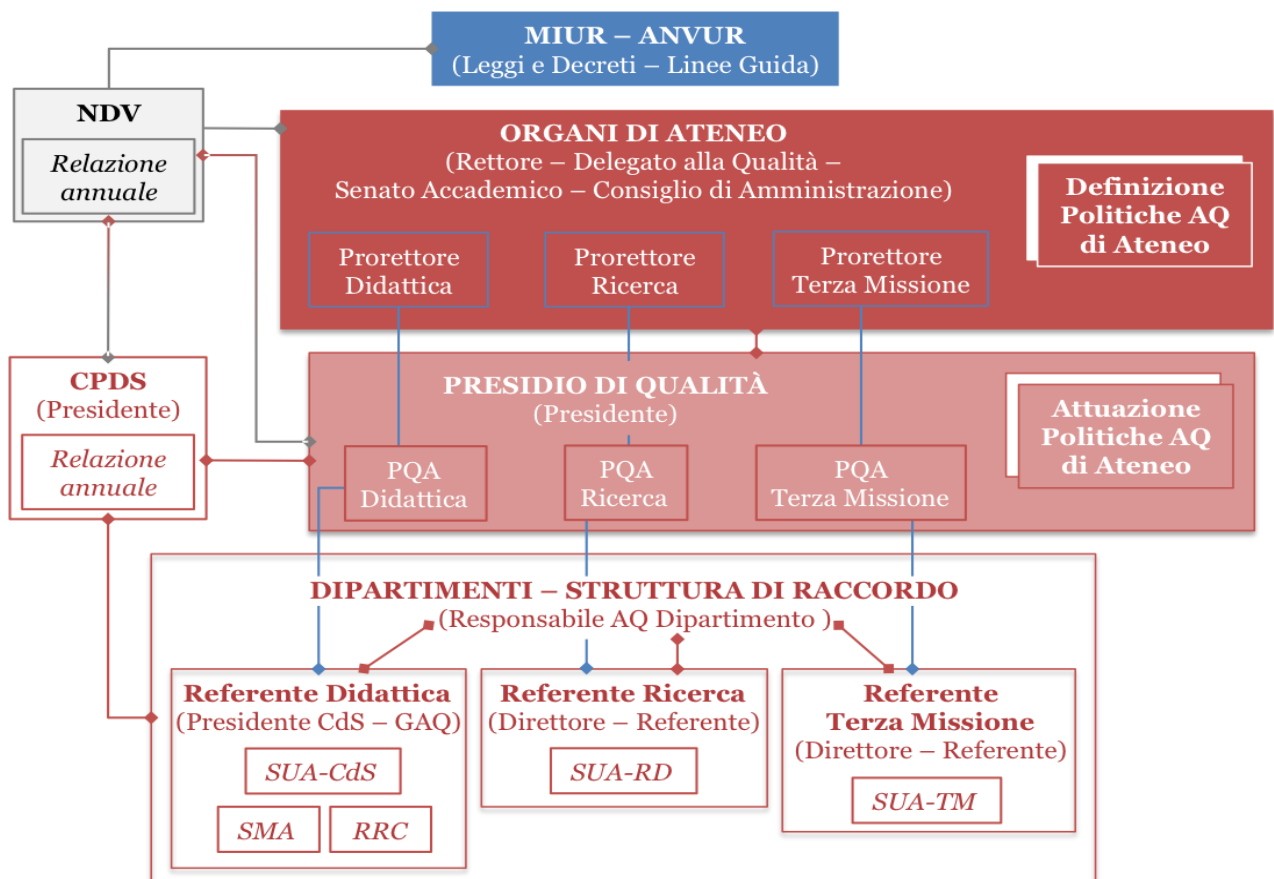 MIUR – ANVUR
(Leggi e Decreti – Linee Guida)
NDV
Relazione
annuale
ORGANI DI ATENEO
(Rettore – Delegato alla Qualità –
Senato Accademico – Consiglio di Amministrazione)
Definizione
Politiche AQ
di Ateneo
Prorettore
Didattica
Prorettore
Ricerca
Prorettore
Terza Missione
CPDS
(Presidente)
Relazione
annuale
PRESIDIO DI QUALITÀ
(Presidente)
Attuazione
Politiche AQ
di Ateneo
PQA
Didattica
PQA
Ricerca
PQA
Terza Missione
DIPARTIMENTI – STRUTTURA DI RACCORDO
(Responsabile AQ Dipartimento )
Referente Didattica
(Presidente CdS – GAQ)
SUA-CdS
SMA
RRC
Referente Ricerca
(Direttore – Referente)
SUA-RD
Referente
Terza Missione
(Direttore – Referente)
SUA-TM